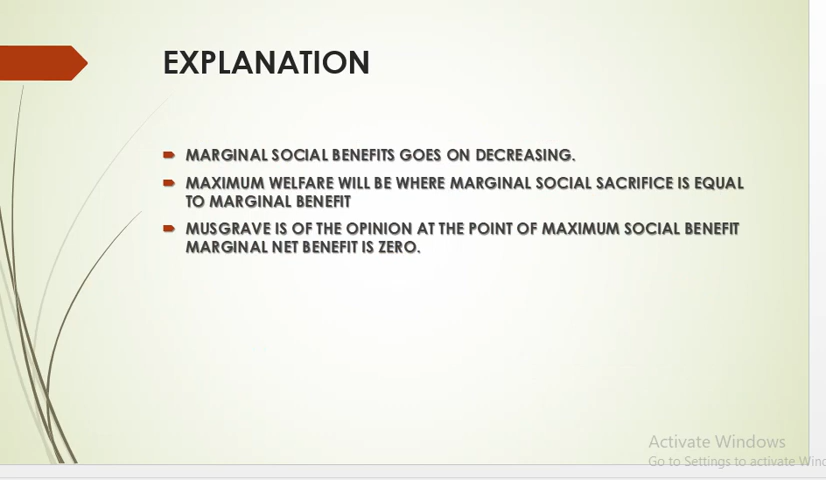 EXPLANATION
MARGINAL SOCIAL BENEFITS GOES ON DECREASING.
MAXIMUM WELFARE WILL BE WHERE MARGINAL SOCIAL SACRIFICE IS EQUAL
TO MARGINAL BENEFIT
MUSGRAVE IS OF THE OPINION AT THE POINT OF MAXIMUM SOCIAL BENEFIT
MARGINAL NET BENEFIT IS ZERO.
Activate Windows
Go to Settings to activate Wind